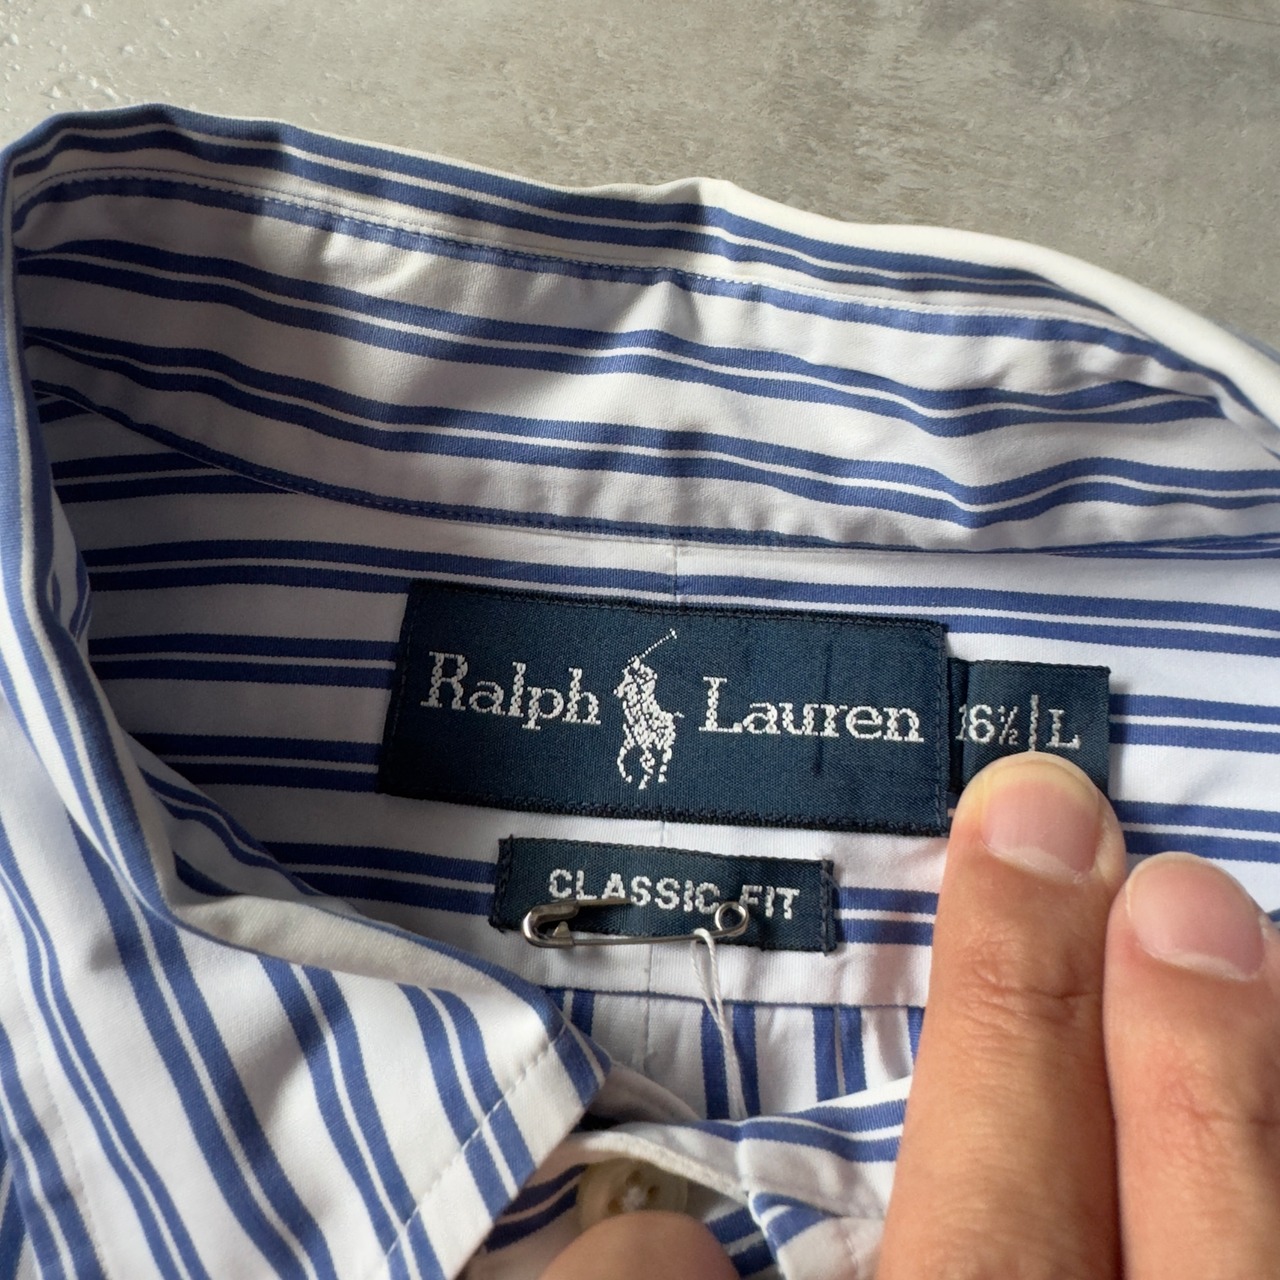 Ralph Lauren
16½ | L
CLASSIC FIT